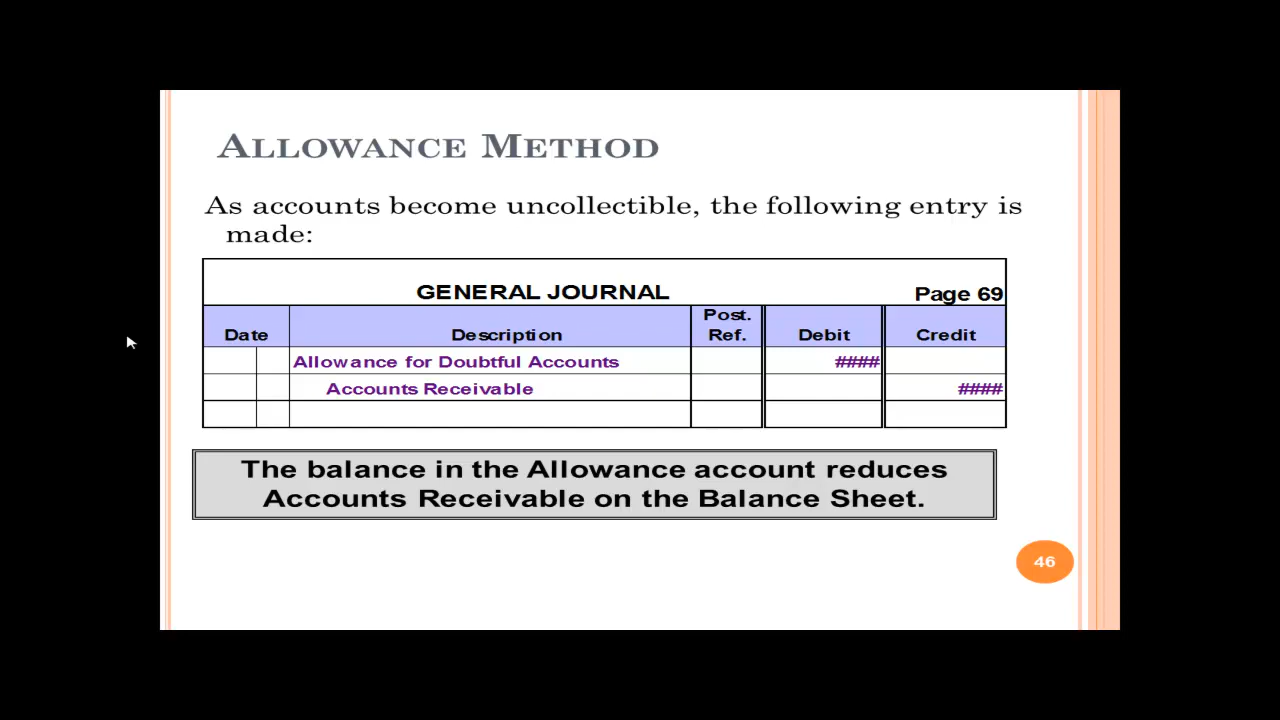 ALLOWANCE METHOD
As accounts become uncollectible, the following entry is
made:
GENERAL JOURNAL Page 69
Date Description Post. Ref. Debit Credit
Allowance for Doubtful Accounts ####
Accounts Receivable ####
The balance in the Allowance account reduces
Accounts Receivable on the Balance Sheet.
46